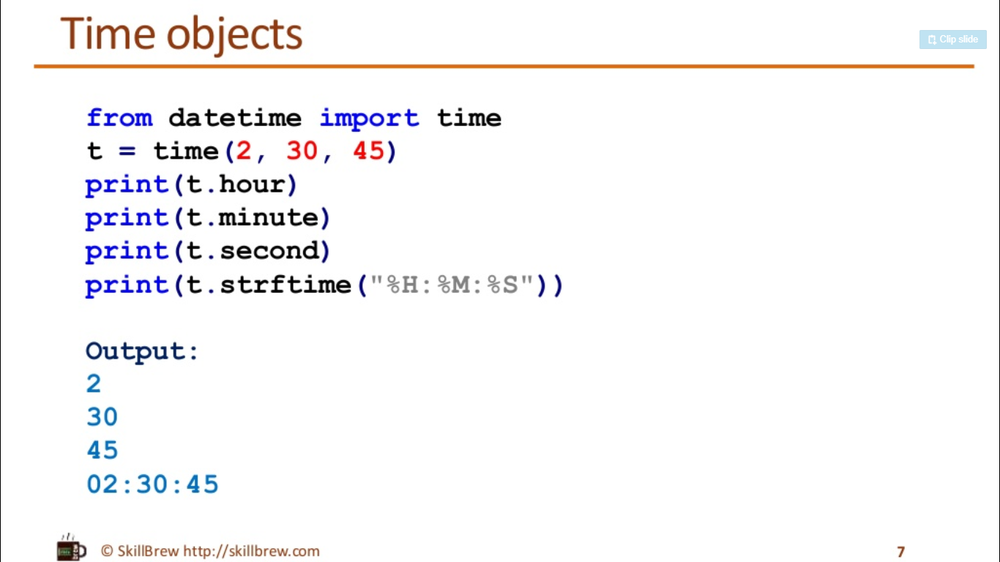 Time objects
Clip slide
from datetime import time
t = time(2, 30, 45)
print(t.hour)
print(t.minute)
print(t.second)
print(t.strftime("%H:%M:%S"))
Output:
2
30
45
02:30:45
© SkillBrew http://skillbrew.com
7